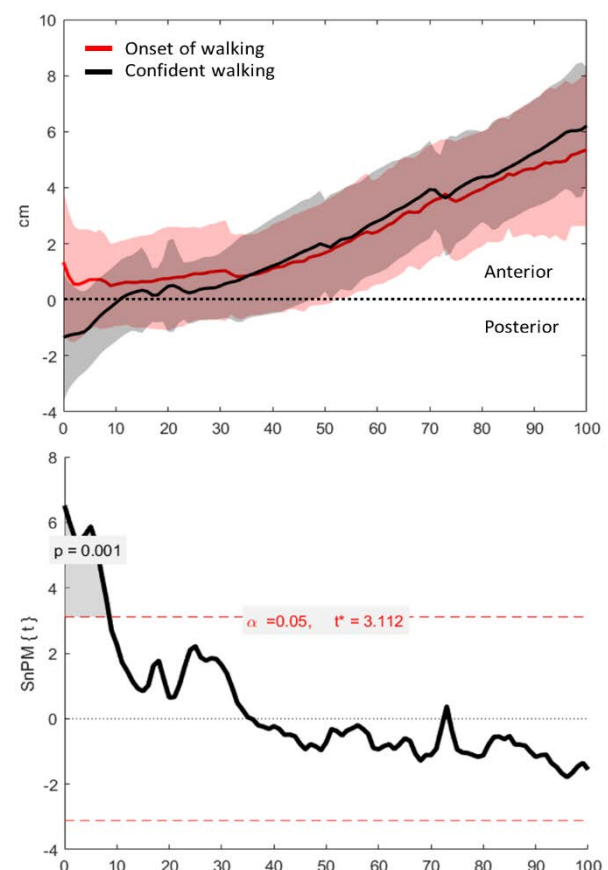 10
8
6
4
2
0
-2
-4
cm
Onset of walking
Confident walking
Anterior
Posterior
0 10 20 30 40 50 60 70 80 90 100
8
6
4
2
0
-2
-4
SnPM { t }
p = 0.001
α =0.05, t* = 3.112
0 10 20 30 40 50 60 70 80 90 100